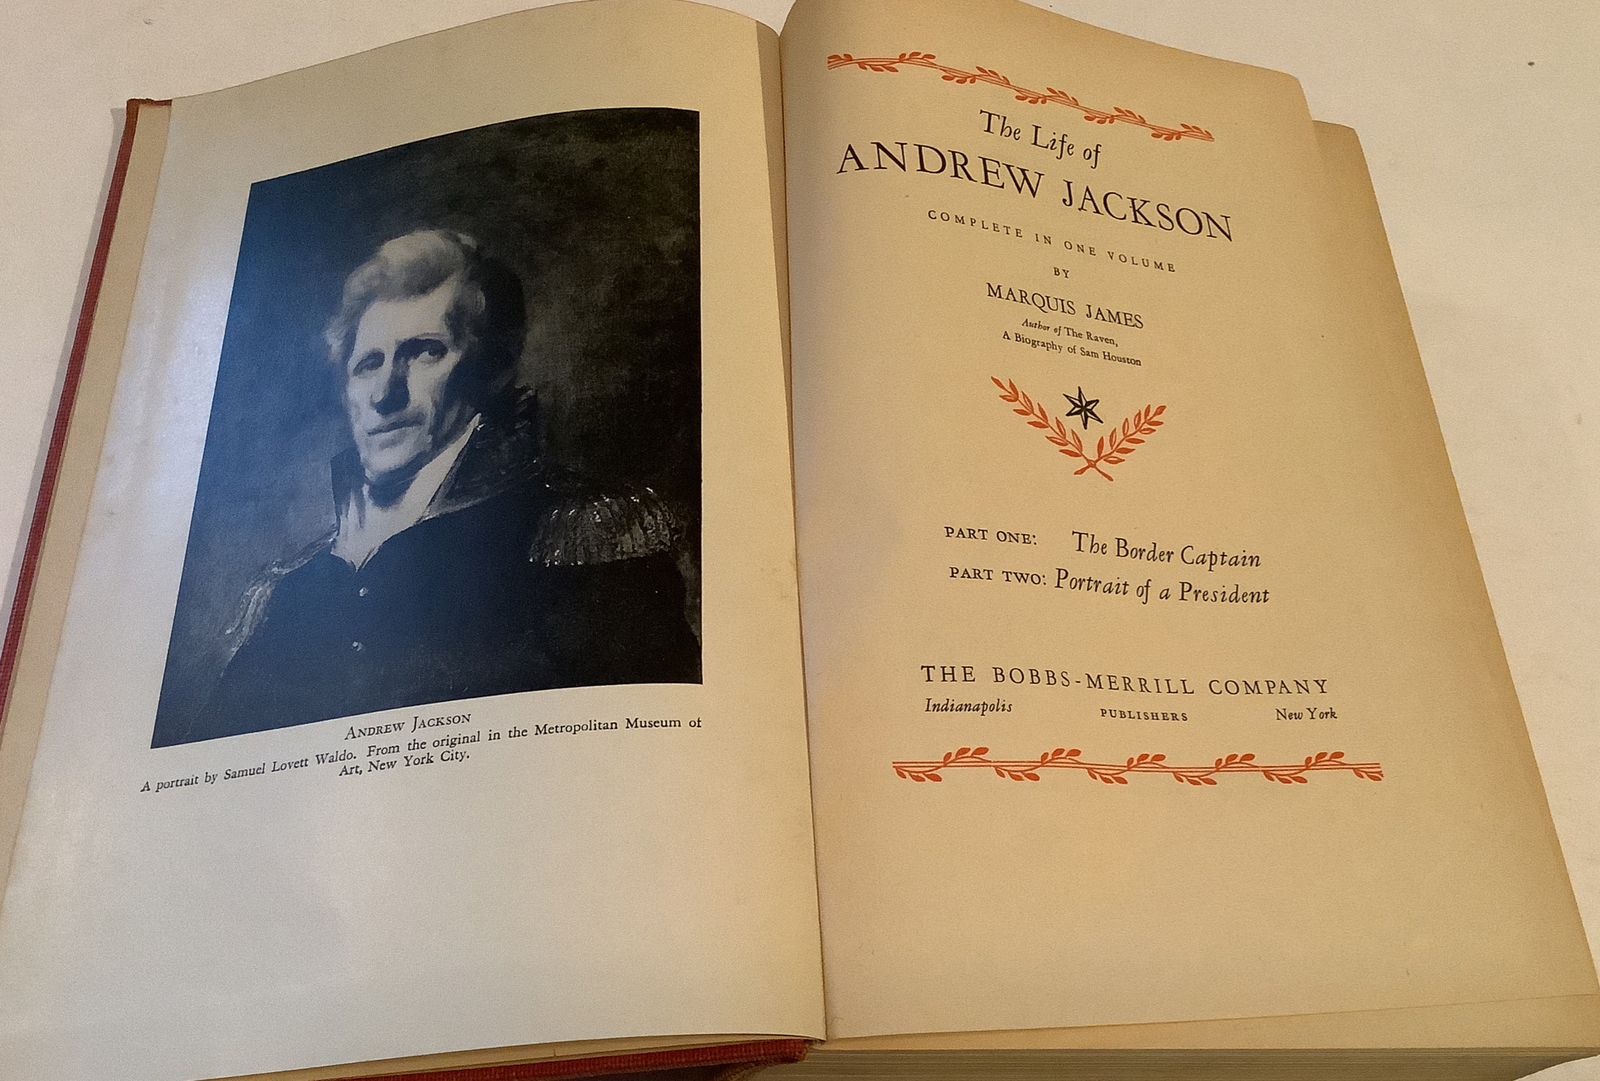 ANDREW JACKSON
A portrait by Samuel Lovett Waldo. From the original in the Metropolitan Museum of
Art, New York City.
The Life of
ANDREW JACKSON
COMPLETE IN ONE VOLUME
BY
MARQUIS JAMES
Author of The Raven,
A Biography of Sam Houston
PART ONE: The Border Captain
PART TWO: Portrait of a President
THE BOBBS-MERRILL COMPANY
Indianapolis PUBLISHERS New York